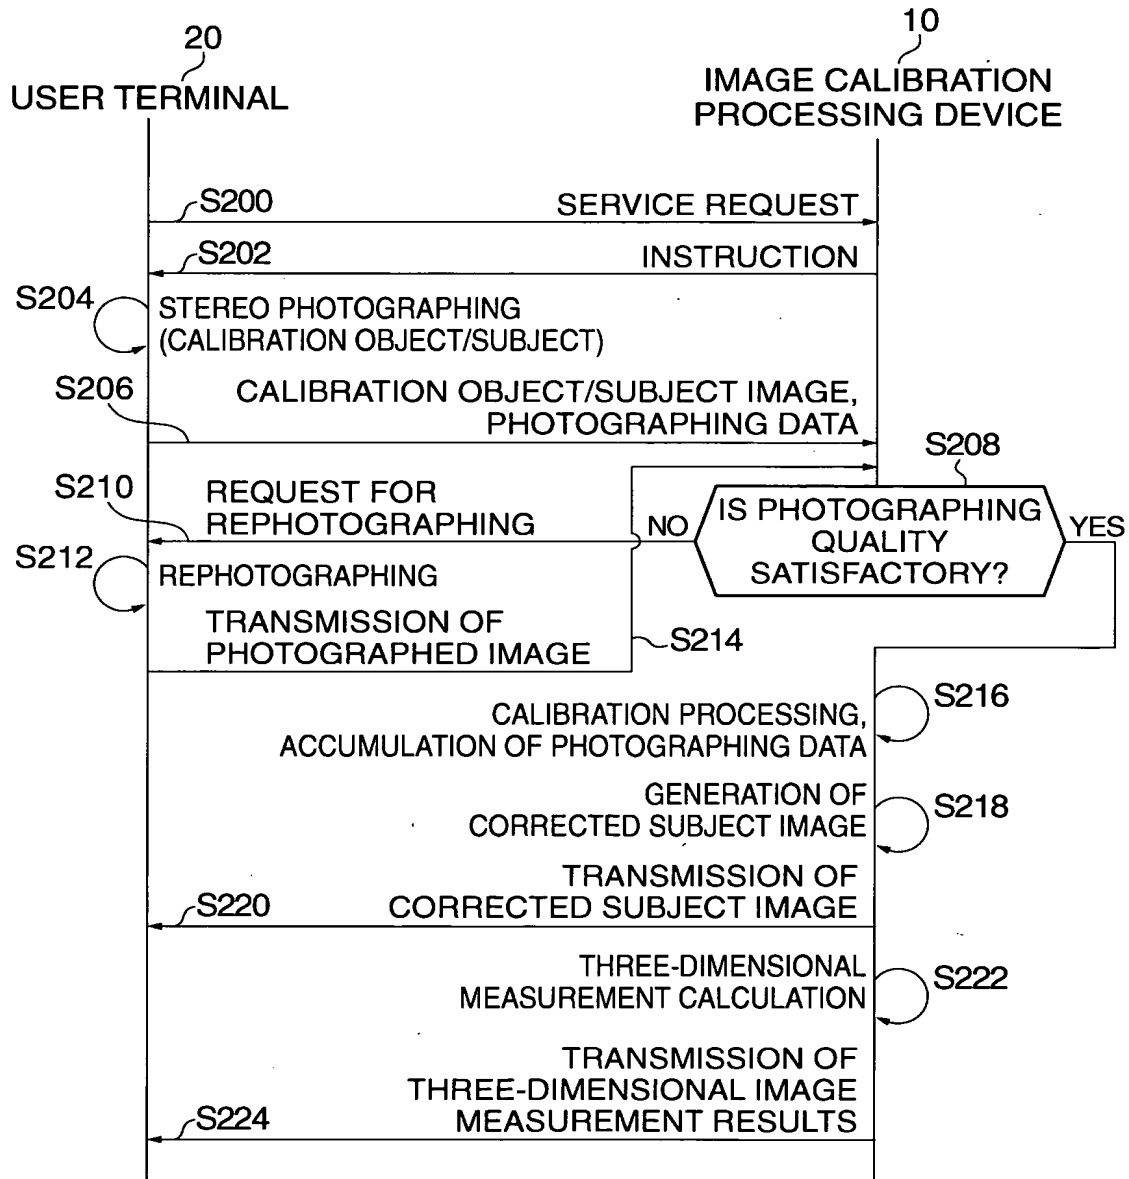 20
USER TERMINAL
10
IMAGE CALIBRATION
PROCESSING DEVICE
S200
SERVICE REQUEST
S202
INSTRUCTION
S204
STEREO PHOTOGRAPHING
(CALIBRATION OBJECT/SUBJECT)
S206
CALIBRATION OBJECT/SUBJECT IMAGE,
PHOTOGRAPHING DATA
S208
IS PHOTOGRAPHING
QUALITY
SATISFACTORY?
NO
YES
S210
REQUEST FOR
REPHOTOGRAPHING
S212
REPHOTOGRAPHING
TRANSMISSION OF
PHOTOGRAPHED IMAGE
S214
S216
CALIBRATION PROCESSING,
ACCUMULATION OF PHOTOGRAPHING DATA
GENERATION OF
CORRECTED SUBJECT IMAGE
S218
TRANSMISSION OF
CORRECTED SUBJECT IMAGE
S220
THREE-DIMENSIONAL
MEASUREMENT CALCULATION
S222
TRANSMISSION OF
THREE-DIMENSIONAL IMAGE
MEASUREMENT RESULTS
S224